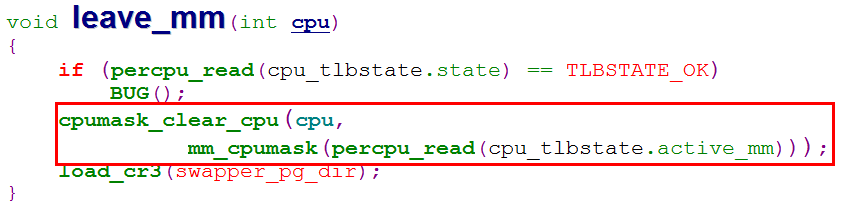 void leave_mm(int cpu)
{
if (percpu_read(cpu_tlbstate.state) == TLBSTATE_OK)
BUG();
cpumask_clear_cpu(cpu,
mm_cpumask(percpu_read(cpu_tlbstate.active_mm)));
load_cr3(swapper_pg_dir);
}